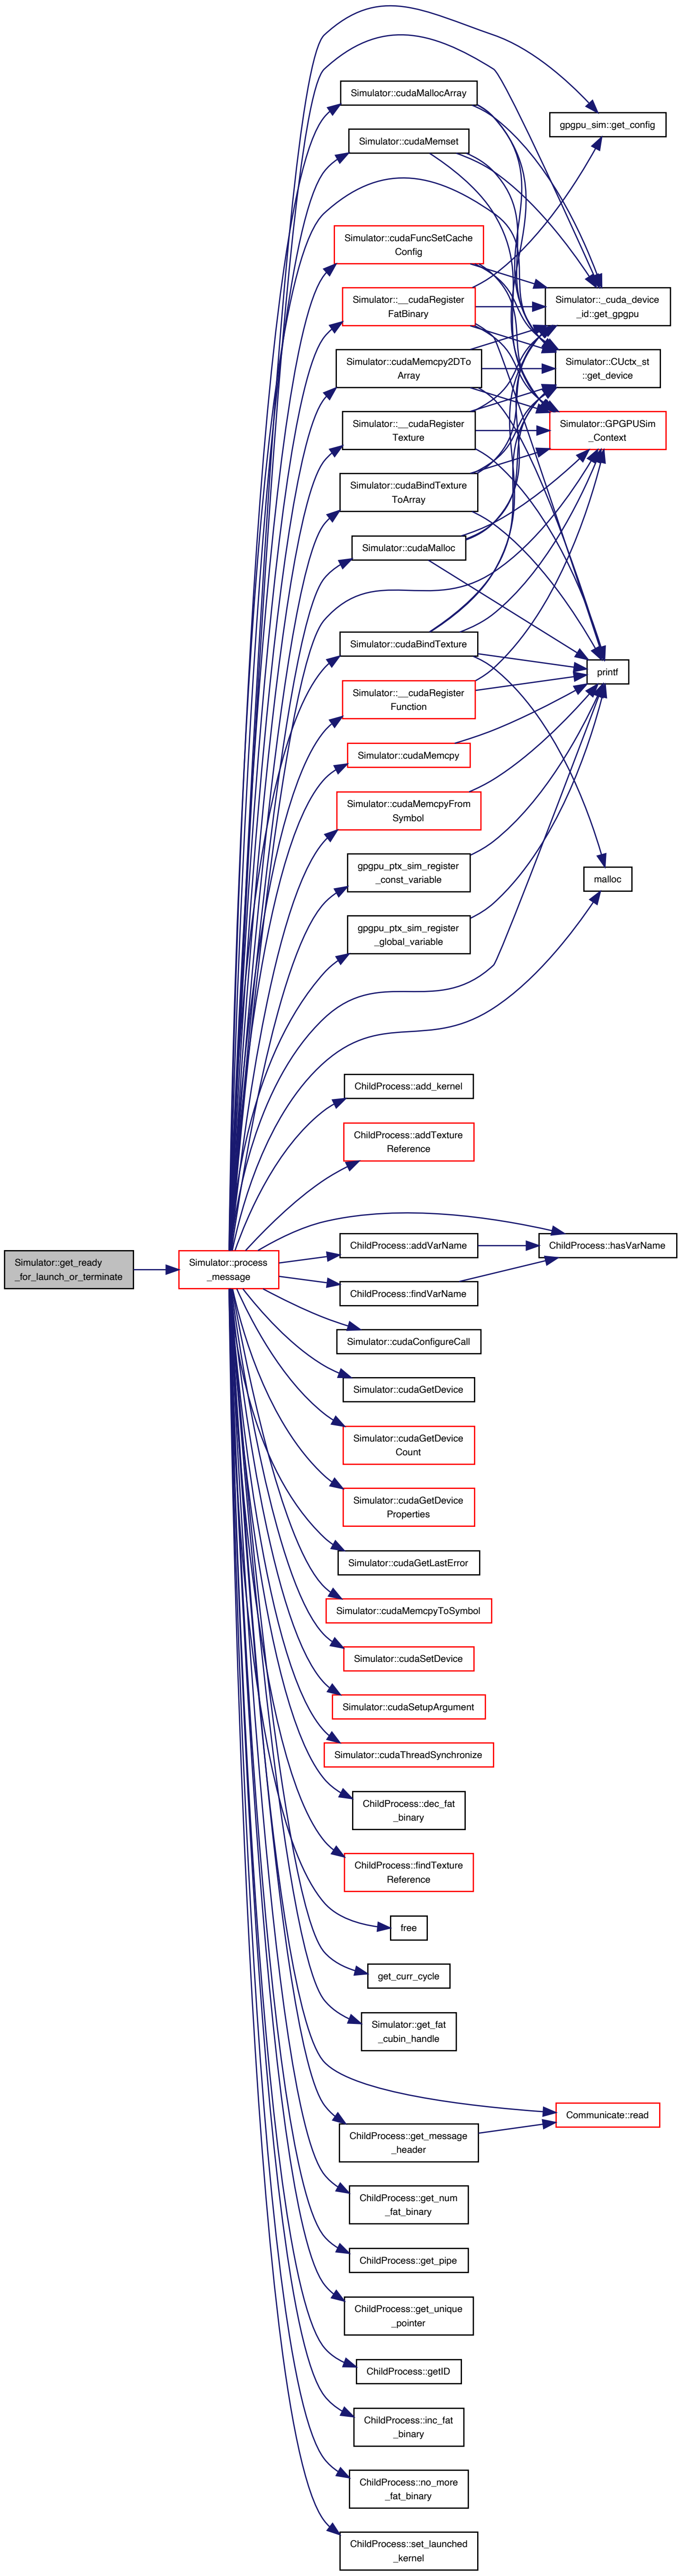 Simulator::cudaMallocArray
gpgpu_sim::get_config
Simulator::cudaMemset
Simulator::cudaFuncSetCache
Config
Simulator::__cudaRegister
FatBinary
Simulator::_cuda_device
_id::get_gpgpu
Simulator::cudaMemcpy2DTo
Array
Simulator::CUctx_st
::get_device
Simulator::__cudaRegister
Texture
Simulator::GPGPUSim
_Context
Simulator::cudaBindTexture
ToArray
Simulator::cudaMalloc
Simulator::cudaBindTexture
printf
Simulator::__cudaRegister
Function
Simulator::cudaMemcpy
Simulator::cudaMemcpyFrom
Symbol
gpgpu_ptx_sim_register
_const_variable
malloc
gpgpu_ptx_sim_register
_global_variable
ChildProcess::add_kernel
ChildProcess::addTexture
Reference
ChildProcess::addVarName
ChildProcess::hasVarName
Simulator::get_ready
_for_launch_or_terminate
Simulator::process
_message
ChildProcess::findVarName
Simulator::cudaConfigureCall
Simulator::cudaGetDevice
Simulator::cudaGetDevice
Count
Simulator::cudaGetDevice
Properties
Simulator::cudaGetLastError
Simulator::cudaMemcpyToSymbol
Simulator::cudaSetDevice
Simulator::cudaSetupArgument
Simulator::cudaThreadSynchronize
ChildProcess::dec_fat
_binary
ChildProcess::findTexture
Reference
free
get_curr_cycle
Simulator::get_fat
_cubin_handle
Communicate::read
ChildProcess::get_message
_header
ChildProcess::get_num
_fat_binary
ChildProcess::get_pipe
ChildProcess::get_unique
_pointer
ChildProcess::getID
ChildProcess::inc_fat
_binary
ChildProcess::no_more
_fat_binary
ChildProcess::set_launched
_kernel